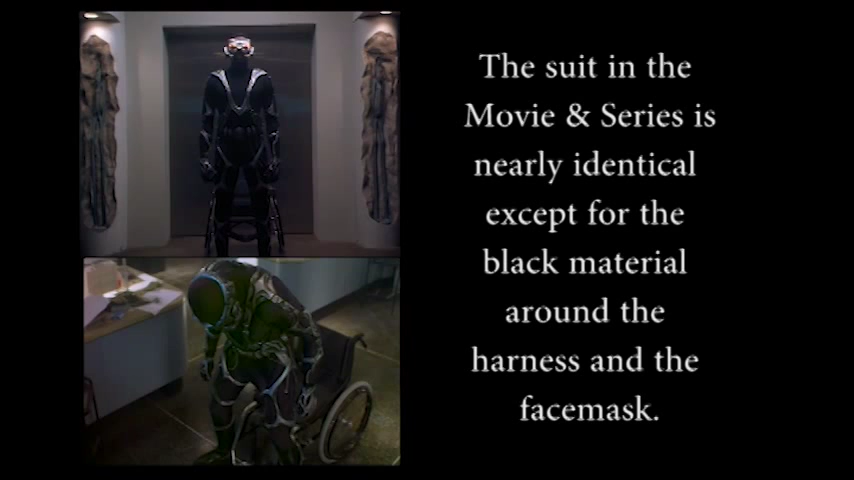 The suit in the
Movie & Series is
nearly identical
except for the
black material
around the
harness and the
facemask.